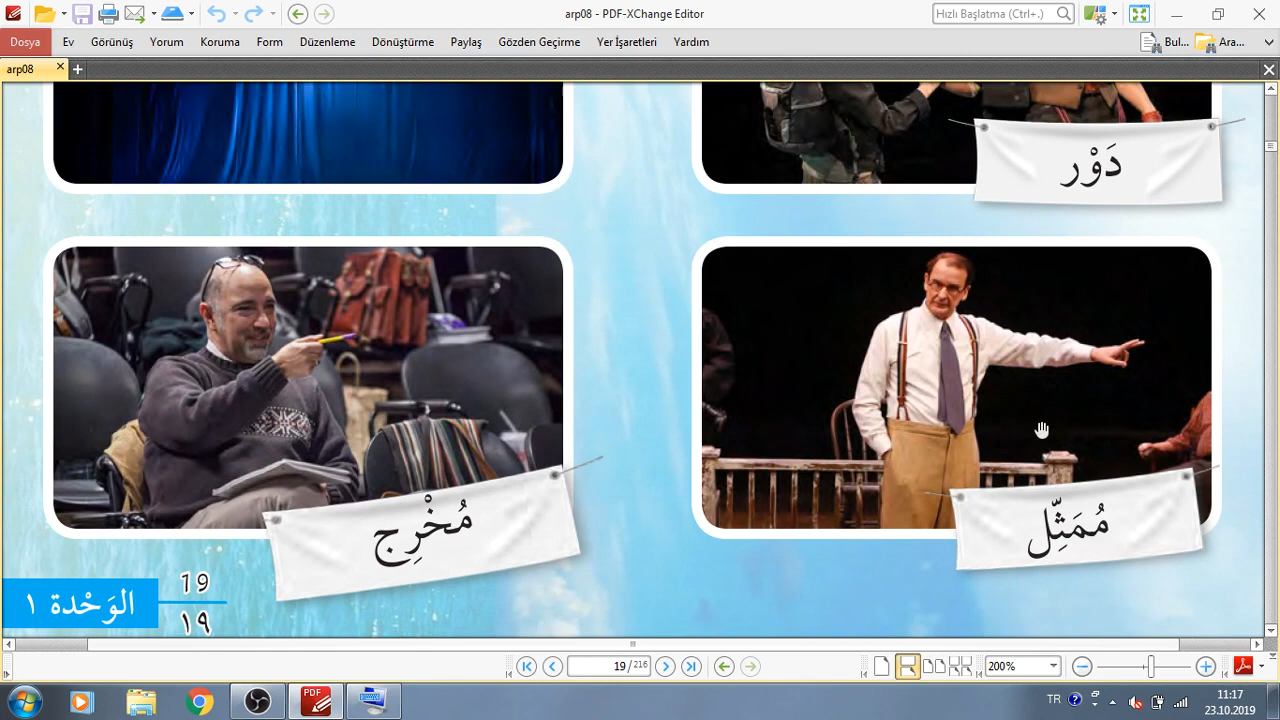 arp08 - PDF-XChange Editor
Hızlı Başlatma (Ctrl+.)
Dosya Ev Görünüş Yorum Koruma Form Düzenleme Dönüştürme Paylaş Gözden Geçirme Yer İşaretleri Yardım Bul... Ara...
arp08
دَوْر
مُمَثِّل
مُخْرِج
19
الوَحْدة ١
١٩
19 / 216
200%
PDF
TR
11:17
23.10.2019